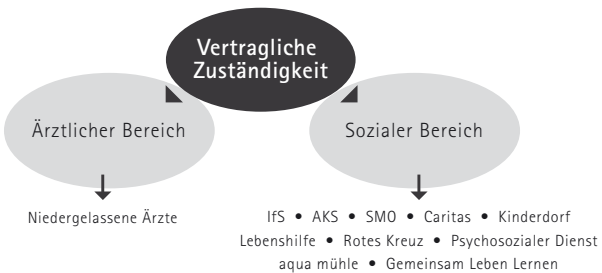 Vertragliche
Zuständigkeit
Ärztlicher Bereich
Sozialer Bereich
Niedergelassene Ärzte
IfS • AKS • SMO • Caritas • Kinderdorf
Lebenshilfe • Rotes Kreuz • Psychosozialer Dienst
aqua mühle • Gemeinsam Leben Lernen